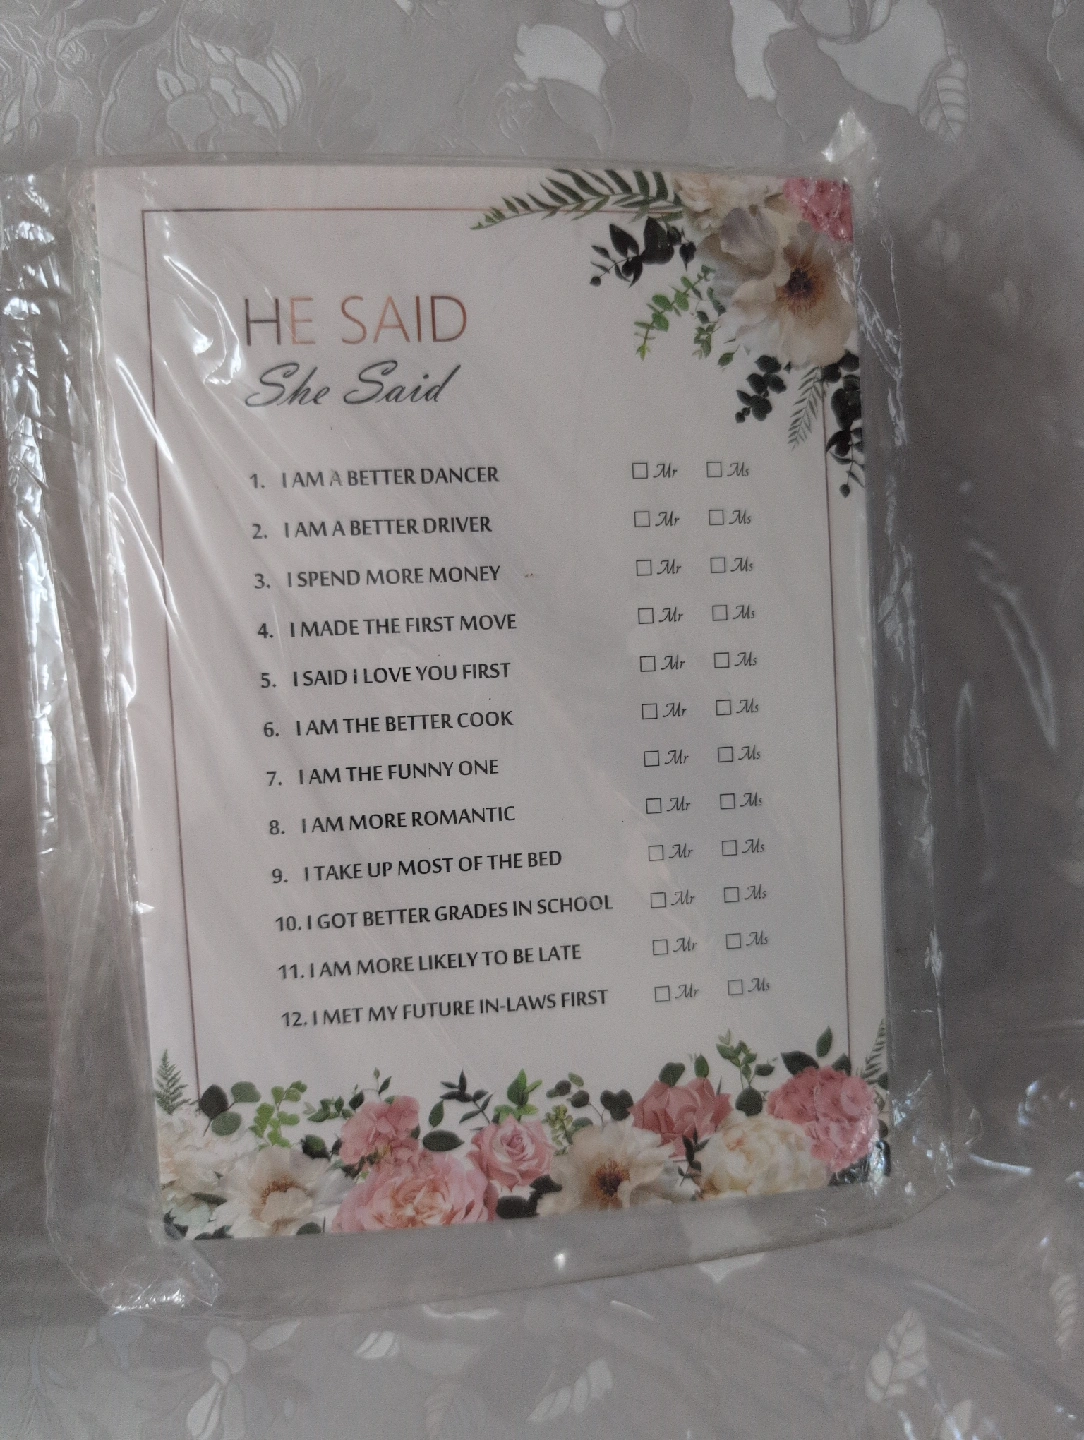 HE SAID
She Said
1. I AM A BETTER DANCER ☐ Mr ☐ Ms
2. I AM A BETTER DRIVER ☐ Mr ☐ Ms
3. I SPEND MORE MONEY ☐ Mr ☐ Ms
4. I MADE THE FIRST MOVE ☐ Mr ☐ Ms
5. I SAID I LOVE YOU FIRST ☐ Mr ☐ Ms
6. I AM THE BETTER COOK ☐ Mr ☐ Ms
7. I AM THE FUNNY ONE ☐ Mr ☐ Ms
8. I AM MORE ROMANTIC ☐ Mr ☐ Ms
9. I TAKE UP MOST OF THE BED ☐ Mr ☐ Ms
10. I GOT BETTER GRADES IN SCHOOL ☐ Mr ☐ Ms
11. I AM MORE LIKELY TO BE LATE ☐ Mr ☐ Ms
12. I MET MY FUTURE IN-LAWS FIRST ☐ Mr ☐ Ms